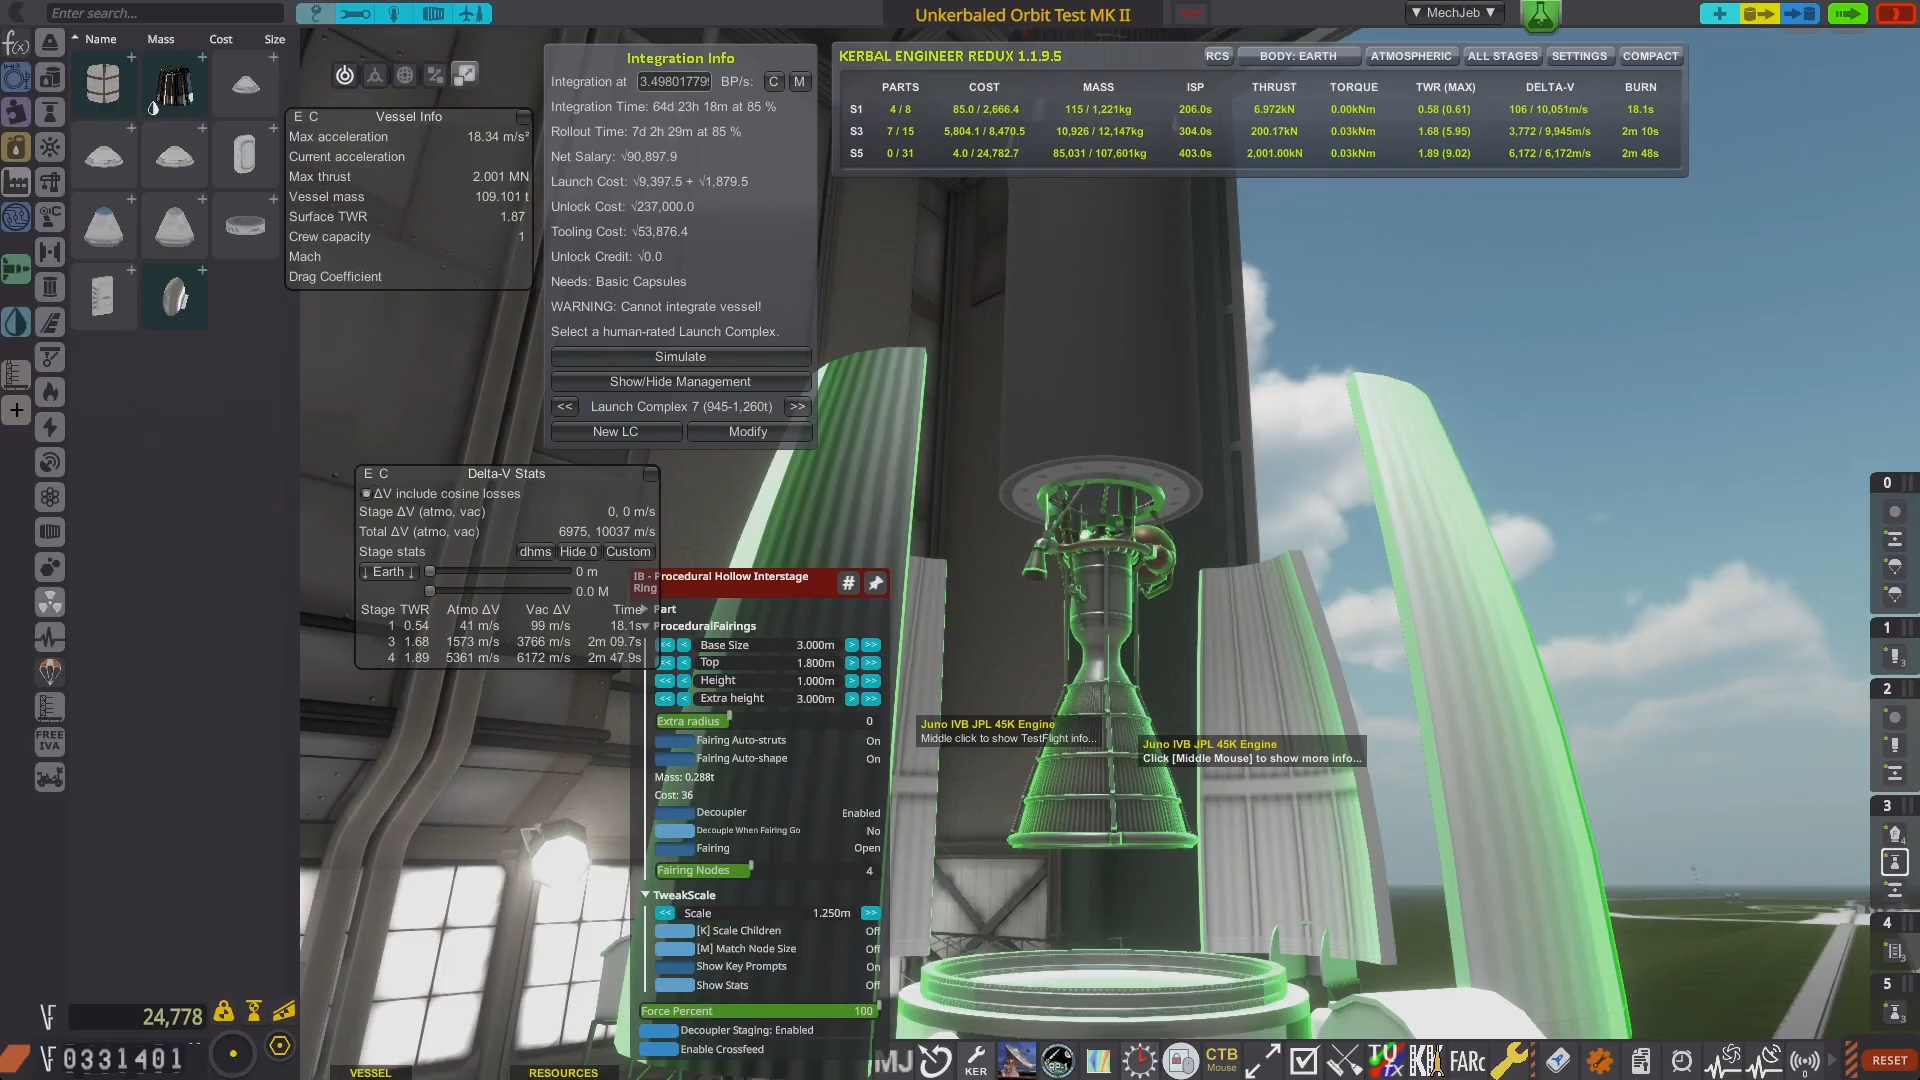 Enter search...
Unkerbaled Orbit Test MK II
▼ MechJeb ▼
Name Mass Cost Size
E C Vessel Info
Max acceleration 18.34 m/s²
Current acceleration
Max thrust 2.001 MN
Vessel mass 109.101 t
Surface TWR 1.87
Crew capacity 1
Mach
Drag Coefficient
Integration Info
Integration at 3.49801779 BP/s: C M
Integration Time: 64d 23h 18m at 85 %
Rollout Time: 7d 2h 29m at 85 %
Net Salary: √90,897.9
Launch Cost: √9,397.5 + √1,879.5
Unlock Cost: √237,000.0
Tooling Cost: √53,876.4
Unlock Credit: √0.0
Needs: Basic Capsules
WARNING: Cannot integrate vessel!
Select a human-rated Launch Complex.
Simulate
Show/Hide Management
<< Launch Complex 7 (945-1,260t) >>
New LC Modify
KERBAL ENGINEER REDUX 1.1.9.5 RCS BODY: EARTH ATMOSPHERIC ALL STAGES SETTINGS COMPACT
PARTS COST MASS ISP THRUST TORQUE TWR (MAX) DELTA-V BURN
S1 4 / 8 85.0 / 2,666.4 115 / 1,221kg 206.0s 6.972kN 0.00kNm 0.58 (0.61) 106 / 10,051m/s 18.1s
S3 7 / 15 5,804.1 / 8,470.5 10,926 / 12,147kg 304.0s 200.17kN 0.03kNm 1.68 (5.95) 3,772 / 9,945m/s 2m 10s
S5 0 / 31 4.0 / 24,782.7 85,031 / 107,601kg 403.0s 2,001.00kN 0.03kNm 1.89 (9.02) 6,172 / 6,172m/s 2m 48s
E C Delta-V Stats
ΔV include cosine losses
Stage ΔV (atmo, vac) 0, 0 m/s
Total ΔV (atmo, vac) 6975, 10037 m/s
Stage stats dhms Hide 0 Custom
↓ Earth ↓ 0 m
0.0 M
Stage TWR Atmo ΔV Vac ΔV Time
1 0.54 41 m/s 99 m/s 18.1s
3 1.68 1573 m/s 3766 m/s 2m 09.7s
4 1.89 5361 m/s 6172 m/s 2m 47.9s
IB - Procedural Hollow Interstage
Ring #
Part
ProceduralFairings
<< < Base Size 3.000m > >>
<< < Top 1.800m > >>
<< < Height 1.000m > >>
<< < Extra height 3.000m > >>
Extra radius 0
Fairing Auto-struts On
Fairing Auto-shape On
Mass: 0.288t
Cost: 36
Decoupler Enabled
Decouple When Fairing Go No
Fairing Open
Fairing Nodes 4
▼ TweakScale
<< Scale 1.250m >>
[K] Scale Children Off
[M] Match Node Size Off
Show Key Prompts On
Show Stats Off
Force Percent 100
Decoupler Staging: Enabled
Enable Crossfeed
Juno IVB JPL 45K Engine
Middle click to show TestFlight info...
Juno IVB JPL 45K Engine
Click [Middle Mouse] to show more info...
FREE
IVA
0
1
3
2
3
4
4
3
5
3
24,778
0331401
VESSEL RESOURCES
MJ
KER
RP-1
CTB
Mouse
FARc
RESET